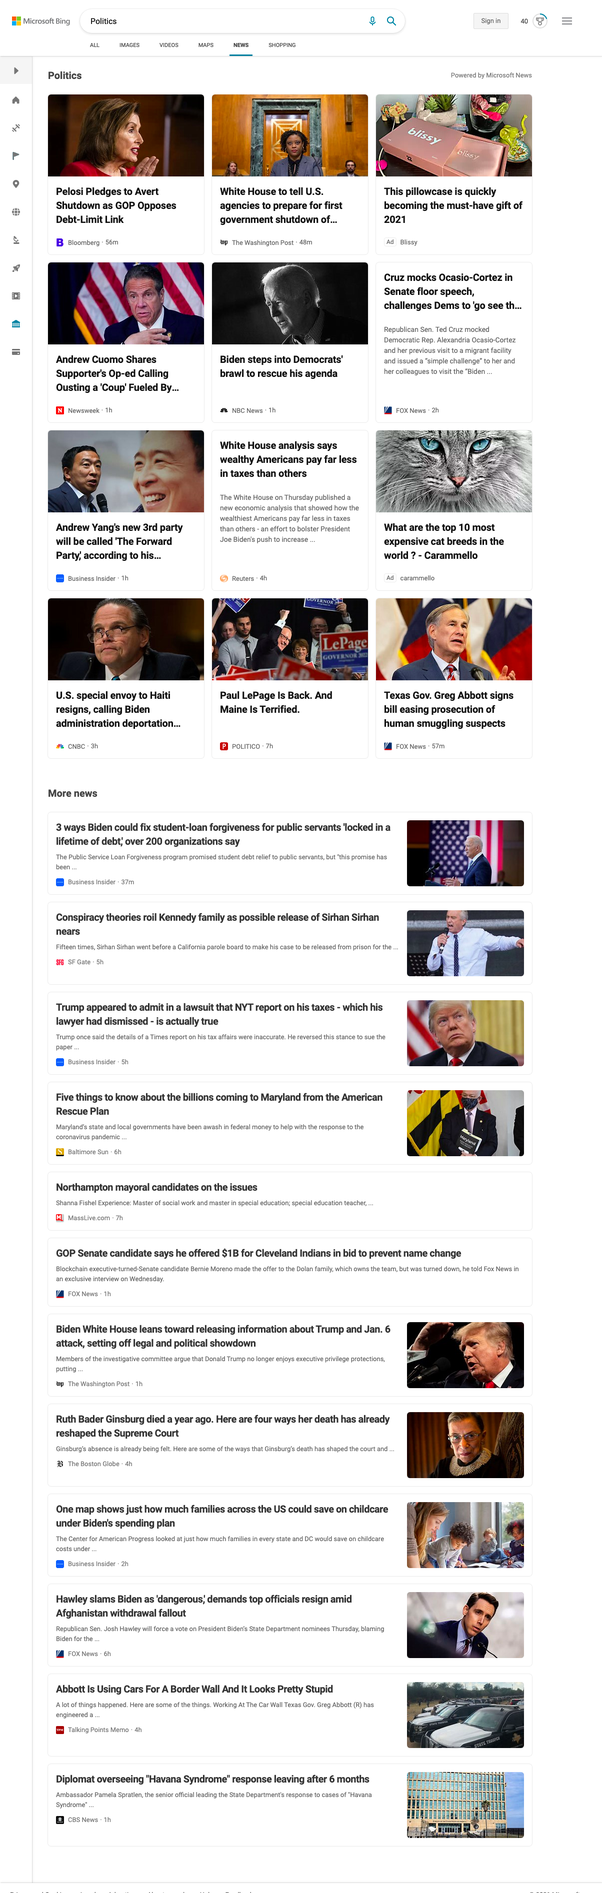 Microsoft Bing
Politics
Sign in
40
ALL
IMAGES
VIDEOS
MAPS
NEWS
SHOPPING
Politics
Powered by Microsoft News
Pelosi Pledges to Avert
Shutdown as GOP Opposes
Debt-Limit Link
Bloomberg · 56m
White House to tell U.S.
agencies to prepare for first
government shutdown of…
The Washington Post · 48m
blissy
blissy
This pillowcase is quickly
becoming the must-have gift of
2021
Ad Blissy
Andrew Cuomo Shares
Supporter's Op-ed Calling
Ousting a 'Coup' Fueled By…
Newsweek · 1h
Biden steps into Democrats'
brawl to rescue his agenda
NBC News · 1h
Cruz mocks Ocasio-Cortez in
Senate floor speech,
challenges Dems to 'go see th…
Republican Sen. Ted Cruz mocked
Democratic Rep. Alexandria Ocasio-Cortez
and her previous visit to a migrant facility
and issued a "simple challenge" to her and
her colleagues to visit the "Biden ...
FOX News · 2h
Andrew Yang's new 3rd party
will be called 'The Forward
Party,' according to his…
Business Insider · 1h
White House analysis says
wealthy Americans pay far less
in taxes than others
The White House on Thursday published a
new economic analysis that showed how the
wealthiest Americans pay far less in taxes
than others - an effort to bolster President
Joe Biden's push to increase ...
Reuters · 4h
What are the top 10 most
expensive cat breeds in the
world ? - Carammello
Ad carammello
U.S. special envoy to Haiti
resigns, calling Biden
administration deportation…
CNBC · 3h
LePage
Paul LePage Is Back. And
Maine Is Terrified.
POLITICO · 7h
Texas Gov. Greg Abbott signs
bill easing prosecution of
human smuggling suspects
FOX News · 57m
More news
3 ways Biden could fix student-loan forgiveness for public servants 'locked in a
lifetime of debt,' over 200 organizations say
The Public Service Loan Forgiveness program promised student debt relief to public servants, but "this promise has
been ...
Business Insider · 37m
Conspiracy theories roil Kennedy family as possible release of Sirhan Sirhan
nears
Fifteen times, Sirhan Sirhan went before a California parole board to make his case to be released from prison for the ...
SF Gate · 5h
Trump appeared to admit in a lawsuit that NYT report on his taxes - which his
lawyer had dismissed - is actually true
Trump once said the details of a Times report on his tax affairs were inaccurate. He reversed this stance to sue the
paper ...
Business Insider · 5h
Five things to know about the billions coming to Maryland from the American
Rescue Plan
Maryland's state and local governments have been awash in federal money to help with the response to the
coronavirus pandemic ...
Baltimore Sun · 6h
Northampton mayoral candidates on the issues
Shanna Fishel Experience: Master of social work and master in special education; special education teacher, ...
MassLive.com · 7h
GOP Senate candidate says he offered $1B for Cleveland Indians in bid to prevent name change
Blockchain executive-turned-Senate candidate Bernie Moreno made the offer to the Dolan family, which owns the team, but was turned down, he told Fox News in
an exclusive interview on Wednesday.
FOX News · 1h
Biden White House leans toward releasing information about Trump and Jan. 6
attack, setting off legal and political showdown
Members of the investigative committee argue that Donald Trump no longer enjoys executive privilege protections,
putting ...
The Washington Post · 1h
Ruth Bader Ginsburg died a year ago. Here are four ways her death has already
reshaped the Supreme Court
Ginsburg's absence is already being felt. Here are some of the ways that Ginsburg's death has shaped the court and ...
The Boston Globe · 4h
One map shows just how much families across the US could save on childcare
under Biden's spending plan
The Center for American Progress looked at just how much families in every state and DC would save on childcare
costs under ...
Business Insider · 2h
Hawley slams Biden as 'dangerous,' demands top officials resign amid
Afghanistan withdrawal fallout
Republican Sen. Josh Hawley will force a vote on President Biden's State Department nominees Thursday, blaming
Biden for the ...
FOX News · 6h
Abbott Is Using Cars For A Border Wall And It Looks Pretty Stupid
A lot of things happened. Here are some of the things. Working At The Car Wall Texas Gov. Greg Abbott (R) has
engineered a ...
Talking Points Memo · 4h
Diplomat overseeing "Havana Syndrome" response leaving after 6 months
Ambassador Pamela Spratlen, the senior official leading the State Department's response to cases of "Havana
Syndrome" ...
CBS News · 1h